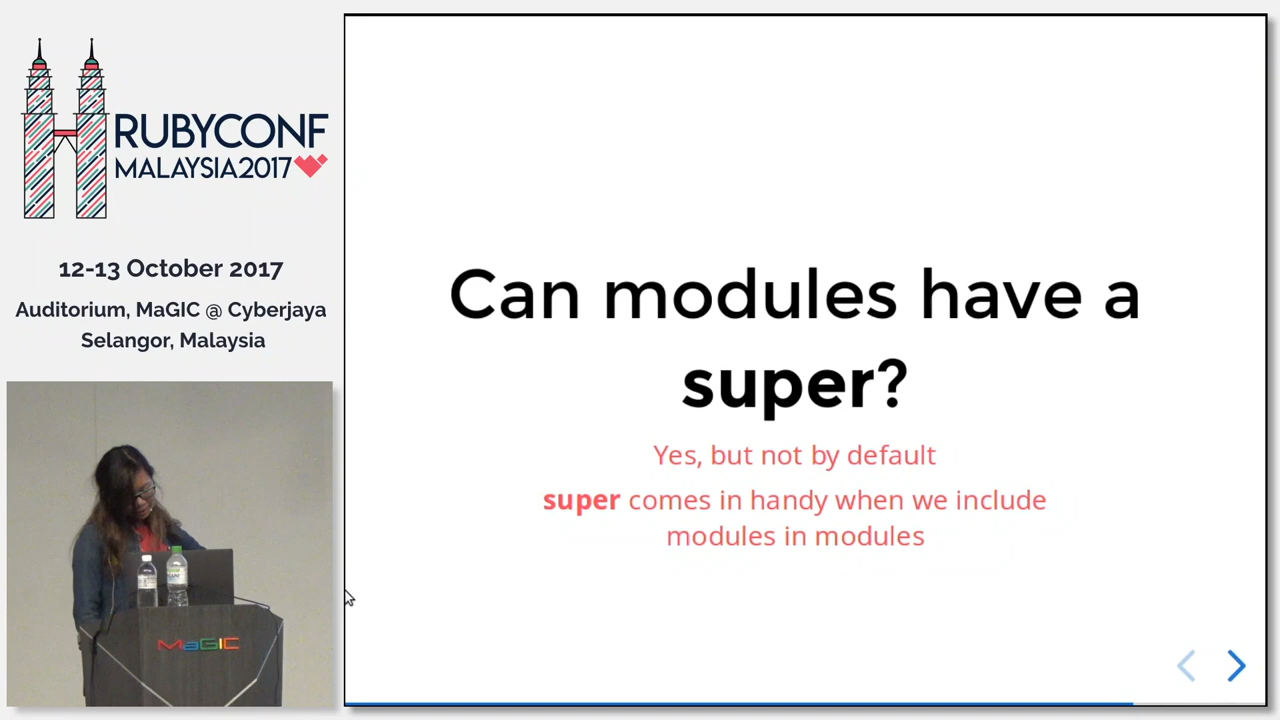 RUBYCONF
MALAYSIA2017
12-13 October 2017
Auditorium, MaGIC @ Cyberjaya
Selangor, Malaysia
MaGIC
Can modules have a
super?
Yes, but not by default
super comes in handy when we include
modules in modules